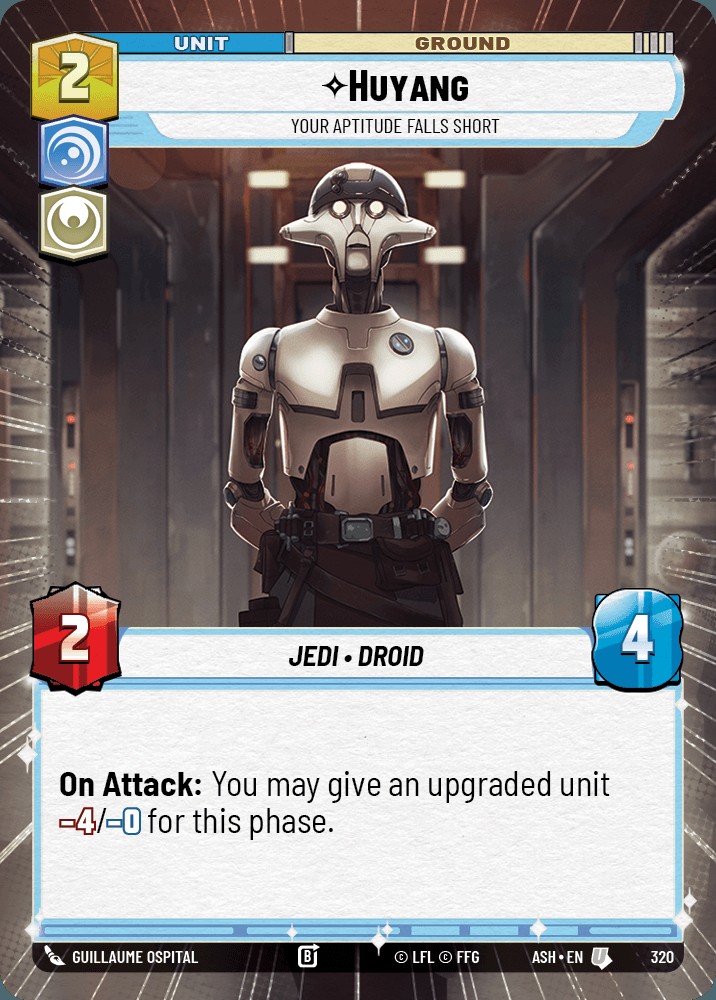 UNIT
GROUND
2
✧HUYANG
YOUR APTITUDE FALLS SHORT
2
JEDI • DROID
4
On Attack: You may give an upgraded unit
-4/-0 for this phase.
GUILLAUME OSPITAL
B
© LFL © FFG
ASH • EN
U
320